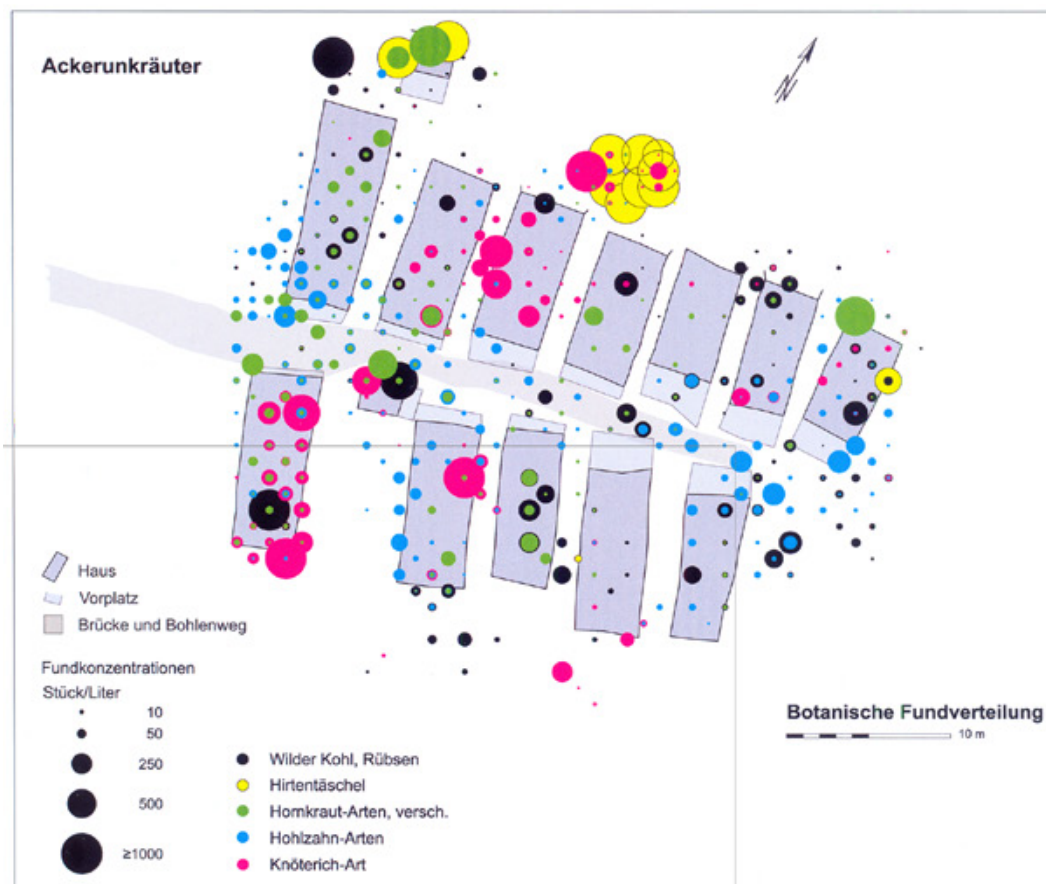 Ackerunkräuter
Haus
Vorplatz
Brücke und Bohlenweg
Fundkonzentrationen
Stück/Liter
10
50
250
500
≥1000
Wilder Kohl, Rübsen
Hirtentäschel
Hornkraut-Arten, versch.
Hohlzahn-Arten
Knöterich-Art
Botanische Fundverteilung
10 m